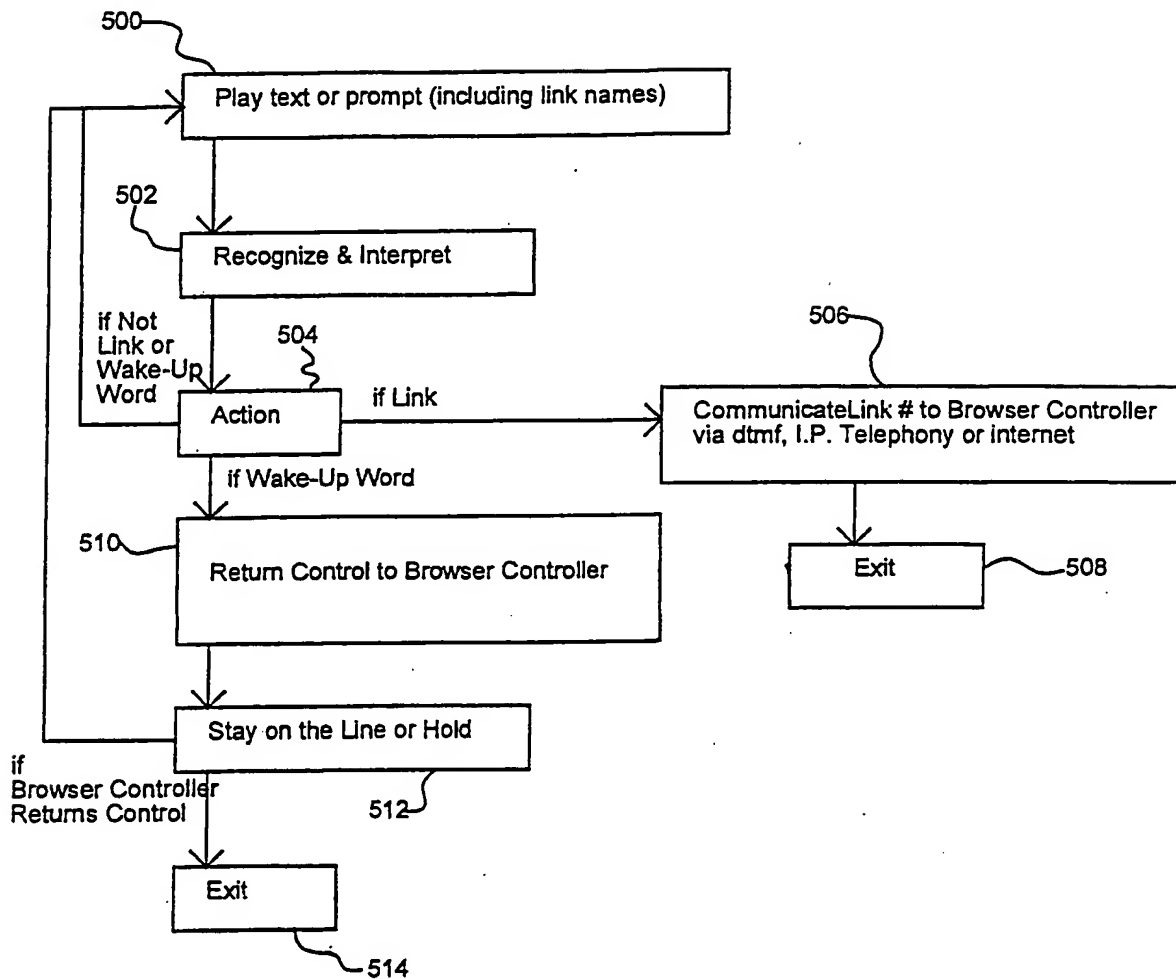 500
Play text or prompt (including link names)
502
Recognize & Interpret
if Not
Link or
Wake-Up
Word
504
Action
if Link
506
CommunicateLink # to Browser Controller
via dtmf, I.P. Telephony or internet
if Wake-Up Word
510
Return Control to Browser Controller
Exit
508
Stay on the Line or Hold
if
Browser Controller
Returns Control
512
Exit
514